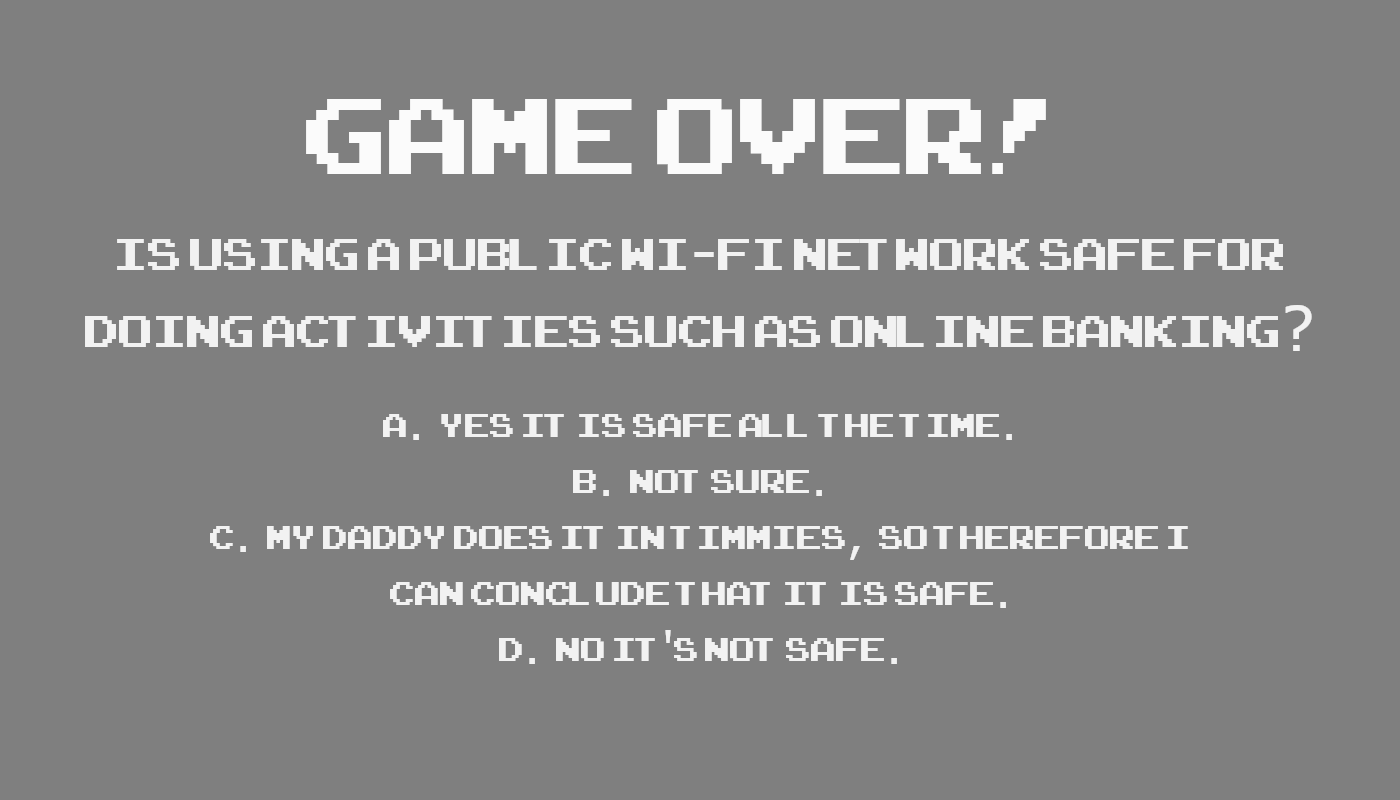 GAME OVER!
IS USING A PUBLIC WI-FI NETWORK SAFE FOR
DOING ACTIVITIES SUCH AS ONLINE BANKING?
A. YES IT IS SAFE ALL THE TIME.
B. NOT SURE.
C. MY DADDY DOES IT IN TIMMIES, SO THEREFORE I
CAN CONCLUDE THAT IT IS SAFE.
D. NO IT'S NOT SAFE.